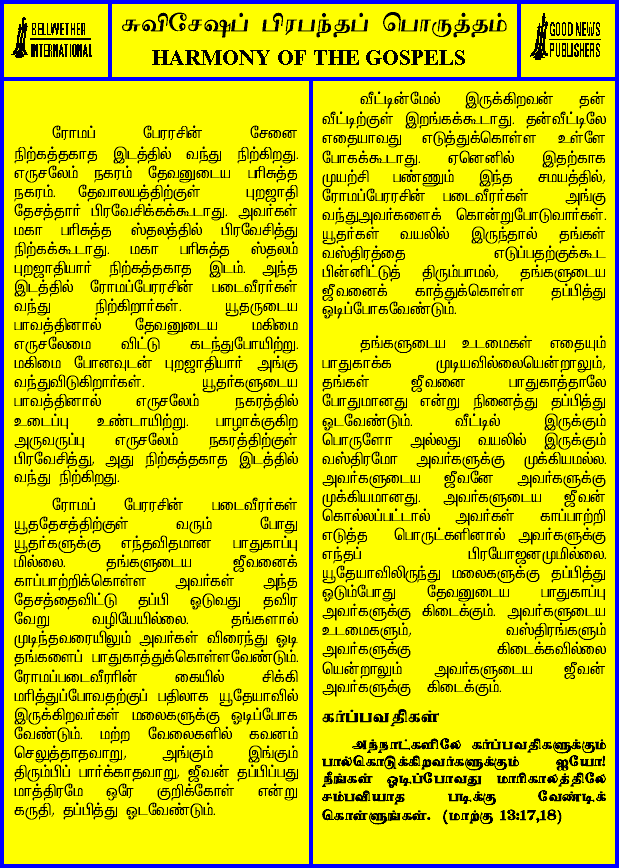 BELLWETHER
INTERNATIONAL
சுவிசேஷப் பிரபந்தப் பொருத்தம்
HARMONY OF THE GOSPELS
GOOD NEWS
PUBLISHERS
ரோமப் பேரரசின் சேனை
நிற்கத்தகாத இடத்தில் வந்து நிற்கிறது.
எருசலேம் நகரம் தேவனுடைய பரிசுத்த
நகரம். தேவாலயத்திற்குள் புறஜாதி
தேசத்தார் பிரவேசிக்கக்கூடாது. அவர்கள்
மகா பரிசுத்த ஸ்தலத்தில் பிரவேசித்து
நிற்கக்கூடாது. மகா பரிசுத்த ஸ்தலம்
புறஜாதியார் நிற்கத்தகாத இடம். அந்த
இடத்தில் ரோமப்பேரரசின் படைவீரர்கள்
வந்து நிற்கிறார்கள். யூதருடைய
பாவத்தினால் தேவனுடைய மகிமை
எருசலேமை விட்டு கடந்துபோயிற்று.
மகிமை போனவுடன் புறஜாதியார் அங்கு
வந்துவிடுகிறார்கள். யூதர்களுடைய
பாவத்தினால் எருசலேம் நகரத்தில்
உடைப்பு உண்டாயிற்று. பாழாக்குகிற
அருவருப்பு எருசலேம் நகரத்திற்குள்
பிரவேசித்து, அது நிற்கத்தகாத இடத்தில்
வந்து நிற்கிறது.
ரோமப் பேரரசின் படைவீரர்கள்
யூததேசத்திற்குள் வரும் போது
யூதர்களுக்கு எந்தவிதமான பாதுகாப்பு
மில்லை. தங்களுடைய ஜீவனைக்
காப்பாற்றிக்கொள்ள அவர்கள் அந்த
தேசத்தைவிட்டு தப்பி ஓடுவது தவிர
வேறு வழியேயில்லை. தங்களால்
முடிந்தவரையிலும் அவர்கள் விரைந்து ஓடி
தங்களைப் பாதுகாத்துக்கொள்ளவேண்டும்.
ரோமப்படைவீரரின் கையில் சிக்கி
மரித்துப்போவதற்குப் பதிலாக யூதேயாவில்
இருக்கிறவர்கள் மலைகளுக்கு ஓடிப்போக
வேண்டும். மற்ற வேலைகளில் கவனம்
செலுத்தாதவாறு, அங்கும் இங்கும்
திரும்பிப் பார்க்காதவாறு, ஜீவன் தப்பிப்பது
மாத்திரமே ஒரே குறிக்கோள் என்று
கருதி, தப்பித்து ஓடவேண்டும்.
வீட்டின்மேல் இருக்கிறவன் தன்
வீட்டிற்குள் இறங்கக்கூடாது. தன்வீட்டிலே
எதையாவது எடுத்துக்கொள்ள உள்ளே
போகக்கூடாது. ஏனெனில் இதற்காக
முயற்சி பண்ணும் இந்த சமயத்தில்,
ரோமப்பேரரசின் படைவீரர்கள் அங்கு
வந்துஅவர்களைக் கொன்றுபோடுவார்கள்.
யூதர்கள் வயலில் இருந்தால் தங்கள்
வஸ்திரத்தை எடுப்பதற்குக்கூட
பின்னிட்டுத் திரும்பாமல், தங்களுடைய
ஜீவனைக் காத்துக்கொள்ள தப்பித்து
ஓடிப்போகவேண்டும்.
தங்களுடைய உடமைகள் எதையும்
பாதுகாக்க முடியவில்லையென்றாலும்,
தங்கள் ஜீவனை பாதுகாத்தாலே
போதுமானது என்று நினைத்து தப்பித்து
ஓடவேண்டும். வீட்டில் இருக்கும்
பொருளோ அல்லது வயலில் இருக்கும்
வஸ்திரமோ அவர்களுக்கு முக்கியமல்ல.
அவர்களுடைய ஜீவனே அவர்களுக்கு
முக்கியமானது. அவர்களுடைய ஜீவன்
கொல்லப்பட்டால் அவர்கள் காப்பாற்றி
எடுத்த பொருட்களினால் அவர்களுக்கு
எந்தப் பிரயோஜனமுமில்லை.
யூதேயாவிலிருந்து மலைகளுக்கு தப்பித்து
ஓடும்போது தேவனுடைய பாதுகாப்பு
அவர்களுக்கு கிடைக்கும். அவர்களுடைய
உடமைகளும், வஸ்திரங்களும்
அவர்களுக்கு கிடைக்கவில்லை
யென்றாலும் அவர்களுடைய ஜீவன்
அவர்களுக்கு கிடைக்கும்.
கர்ப்பவதிகள்
அந்நாட்களிலே கர்ப்பவதிகளுக்கும்
பால்கொடுக்கிறவர்களுக்கும் ஐயோ!
நீங்கள் ஓடிப்போவது மாரிகாலத்திலே
சம்பவியாத படிக்கு வேண்டிக்
கொள்ளுங்கள். (மாற்கு 13:17,18)